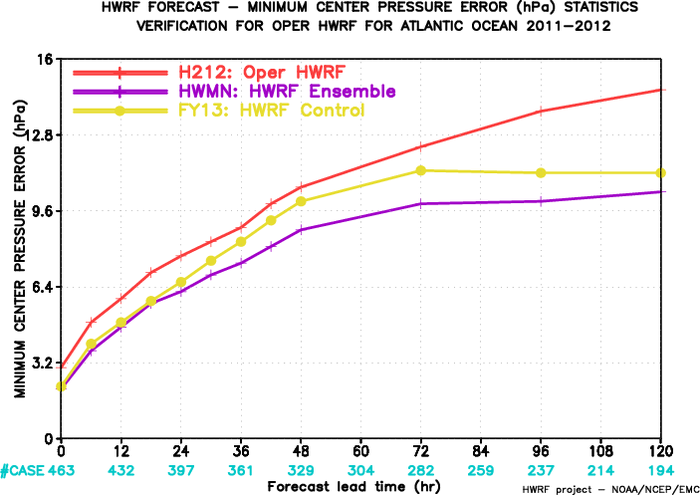 HWRF FORECAST – MINIMUM CENTER PRESSURE ERROR (hPa) STATISTICS
VERIFICATION FOR OPER HWRF FOR ATLANTIC OCEAN 2011–2012
MINIMUM CENTER PRESSURE ERROR (hPa)
16
12.8
9.6
6.4
3.2
0
H212: Oper HWRF
HWMN: HWRF Ensemble
FY13: HWRF Control
0 12 24 36 48 60 72 84 96 108 120
#CASE 463 432 397 361 329 304 282 259 237 214 194
Forecast lead time (hr)
HWRF project – NOAA/NCEP/EMC